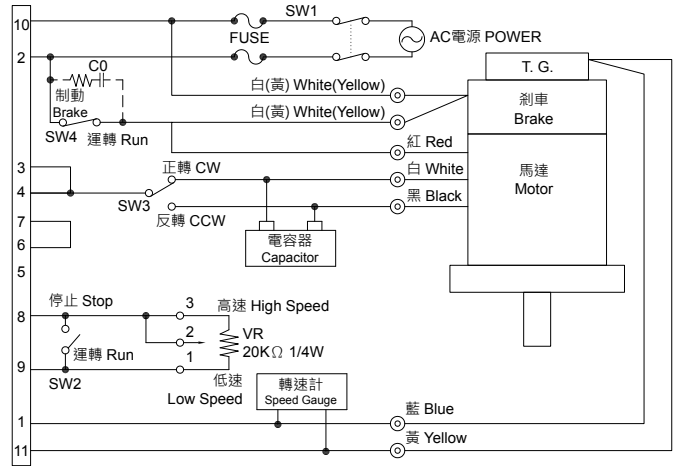 10
SW1
FUSE
AC電源 POWER
2
C0
制動
Brake
SW4
運轉 Run
白(黃) White(Yellow)
白(黃) White(Yellow)
紅 Red
T. G.
剎車
Brake
馬達
Motor
3
4
正轉 CW
SW3
反轉 CCW
白 White
黑 Black
電容器
Capacitor
7
6
5
8
停止 Stop
運轉 Run
SW2
9
3
高速 High Speed
2
VR
20KΩ 1/4W
1
低速
Low Speed
轉速計
Speed Gauge
1
藍 Blue
11
黃 Yellow